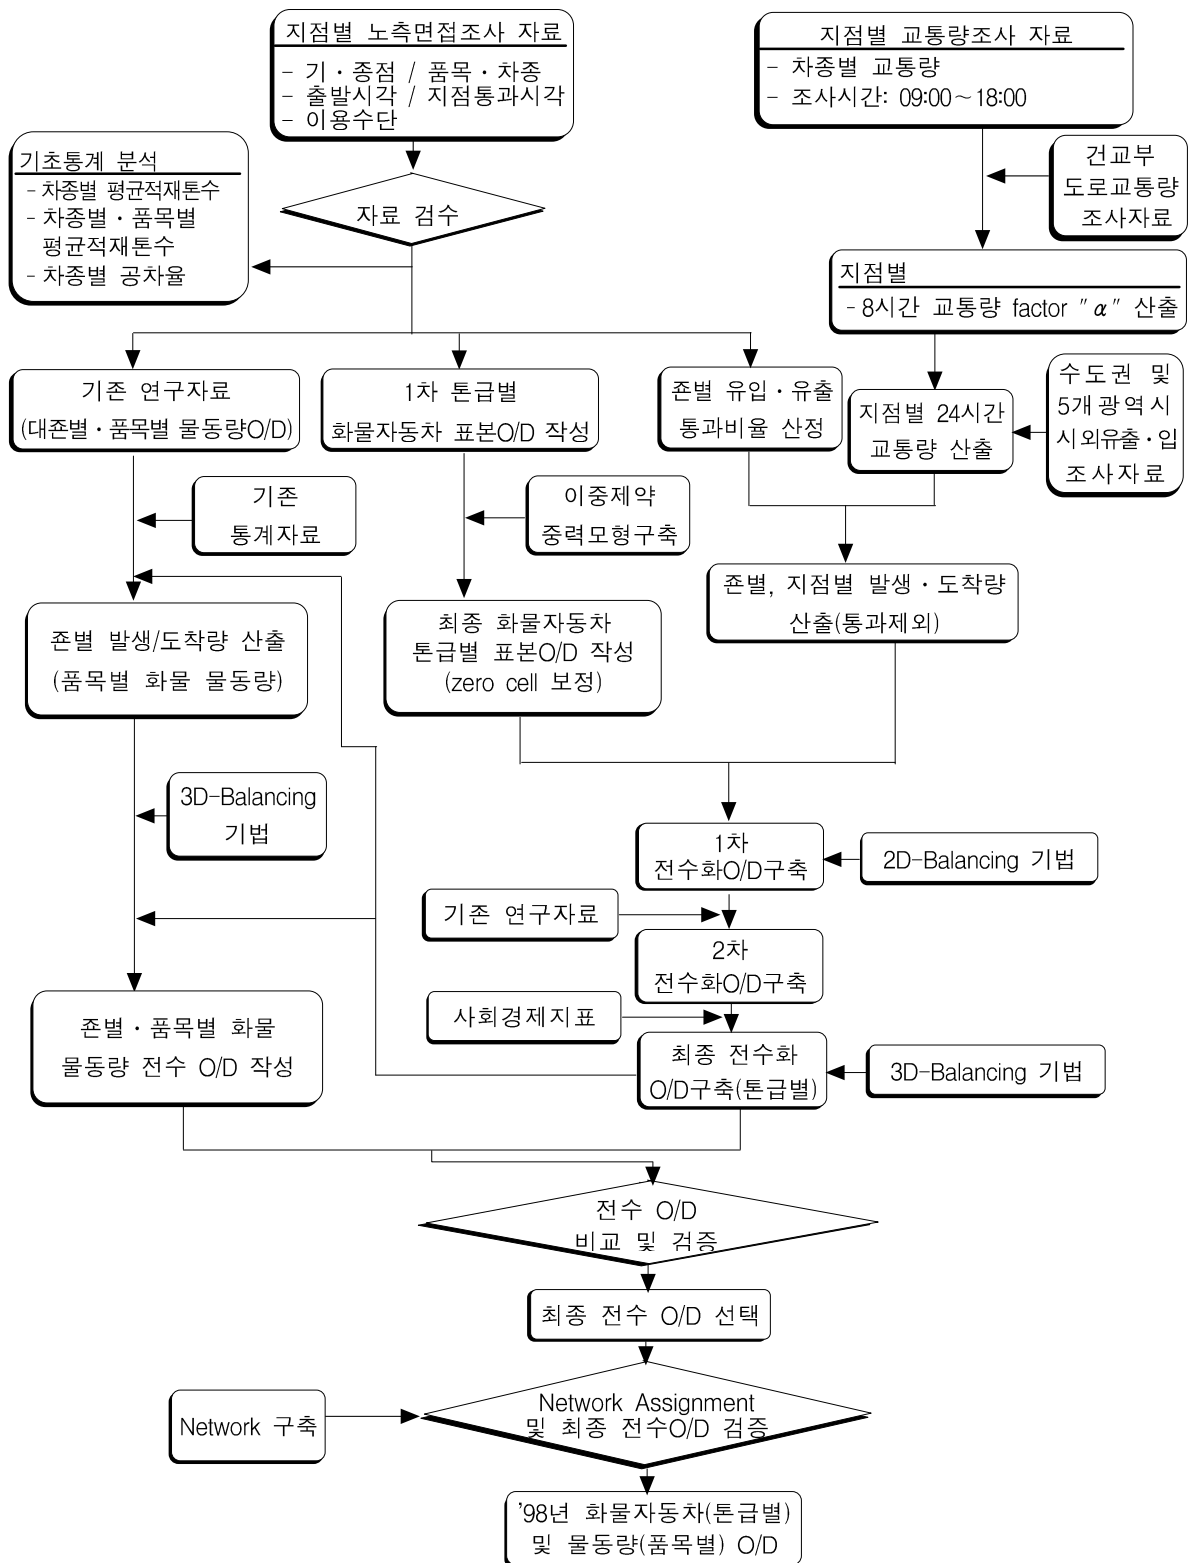 지점별 노측면접조사 자료
- 기・종점 / 품목・차종
- 출발시각 / 지점통과시각
- 이용수단
지점별 교통량조사 자료
- 차종별 교통량
- 조사시간: 09:00~18:00
기초통계 분석
- 차종별 평균적재톤수
- 차종별・품목별
평균적재톤수
- 차종별 공차율
자료 검수
건교부
도로교통량
조사자료
지점별
- 8시간 교통량 factor "α" 산출
기존 연구자료
(대죤별・품목별 물동량O/D)
1차 톤급별
화물자동차 표본O/D 작성
죤별 유입・유출
통과비율 산정
지점별 24시간
교통량 산출
수도권 및
5개 광역시
시외유출・입
조사자료
기존
통계자료
이중제약
중력모형구축
죤별 발생/도착량 산출
(품목별 화물 물동량)
최종 화물자동차
톤급별 표본O/D 작성
(zero cell 보정)
죤별, 지점별 발생・도착량
산출(통과제외)
3D-Balancing
기법
1차
전수화O/D구축
2D-Balancing 기법
기존 연구자료
2차
전수화O/D구축
사회경제지표
죤별・품목별 화물
물동량 전수 O/D 작성
최종 전수화
O/D구축(톤급별)
3D-Balancing 기법
전수 O/D
비교 및 검증
최종 전수 O/D 선택
Network 구축
Network Assignment
및 최종 전수O/D 검증
'98년 화물자동차(톤급별)
및 물동량(품목별) O/D